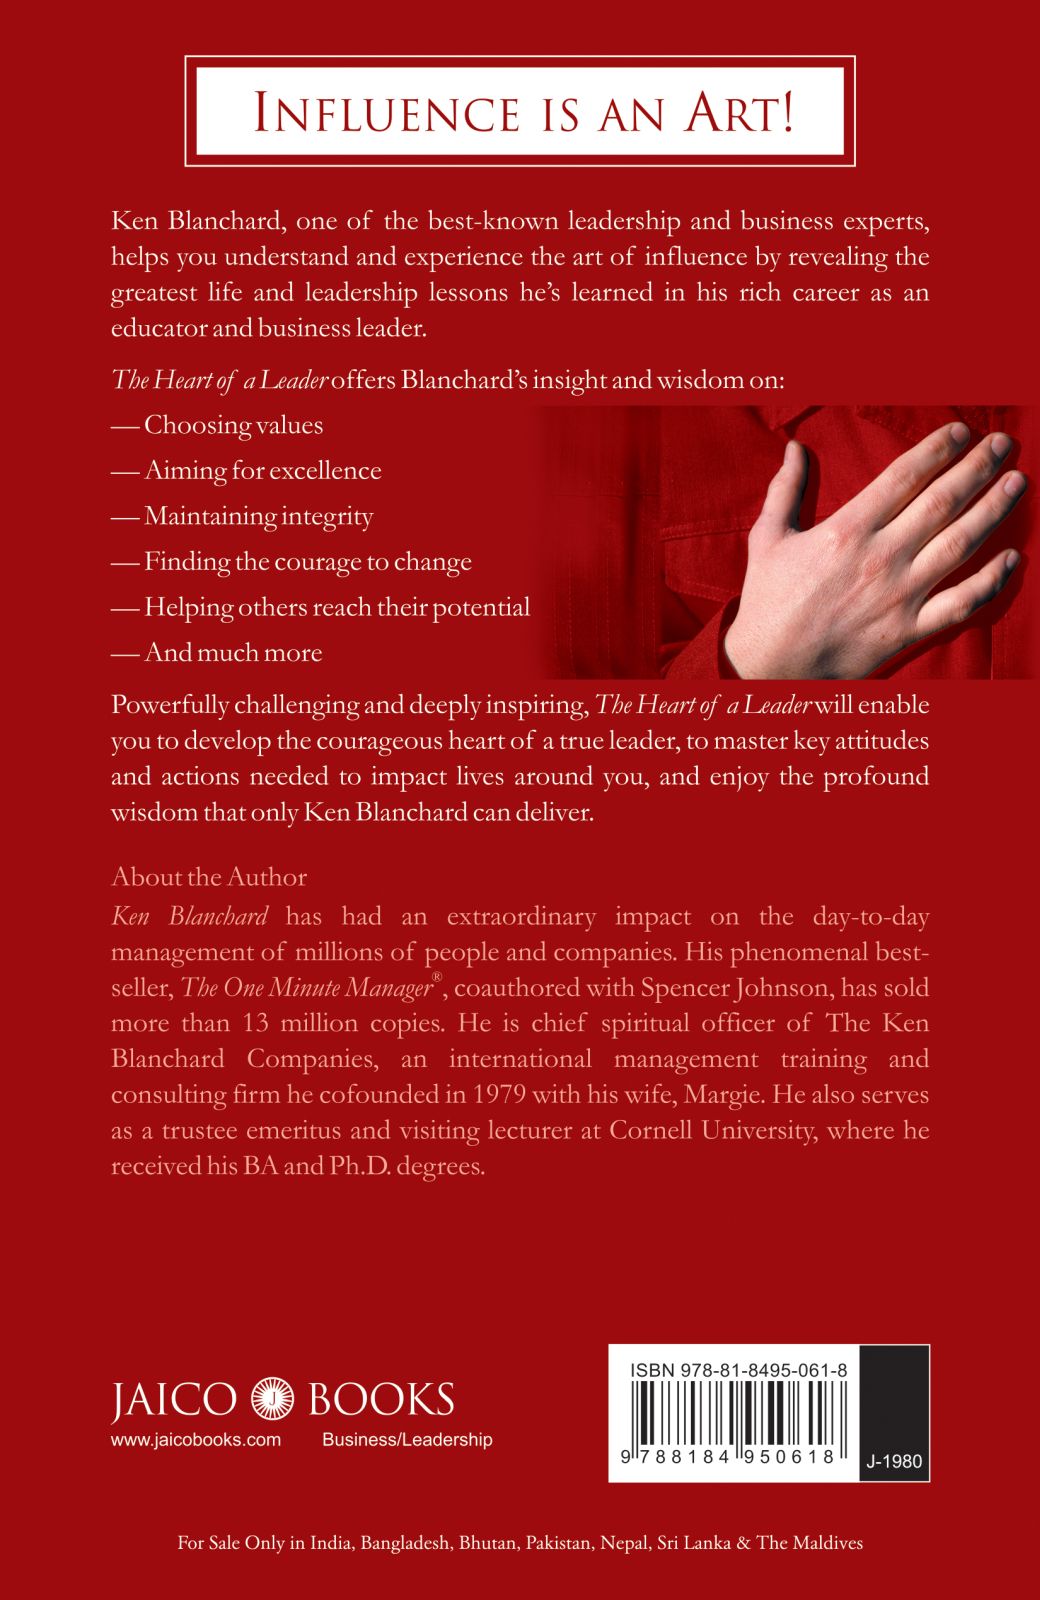 INFLUENCE IS AN ART!
Ken Blanchard, one of the best-known leadership and business experts,
helps you understand and experience the art of influence by revealing the
greatest life and leadership lessons he's learned in his rich career as an
educator and business leader.
The Heart of a Leader offers Blanchard's insight and wisdom on:
— Choosing values
— Aiming for excellence
— Maintaining integrity
— Finding the courage to change
— Helping others reach their potential
— And much more
Powerfully challenging and deeply inspiring, The Heart of a Leader will enable
you to develop the courageous heart of a true leader, to master key attitudes
and actions needed to impact lives around you, and enjoy the profound
wisdom that only Ken Blanchard can deliver.
About the Author
Ken Blanchard has had an extraordinary impact on the day-to-day
management of millions of people and companies. His phenomenal best-
seller, The One Minute Manager®, coauthored with Spencer Johnson, has sold
more than 13 million copies. He is chief spiritual officer of The Ken
Blanchard Companies, an international management training and
consulting firm he cofounded in 1979 with his wife, Margie. He also serves
as a trustee emeritus and visiting lecturer at Cornell University, where he
received his BA and Ph.D. degrees.
JAICO J BOOKS
www.jaicobooks.com Business/Leadership
ISBN 978-81-8495-061-8
9 788184 950618
J-1980
For Sale Only in India, Bangladesh, Bhutan, Pakistan, Nepal, Sri Lanka & The Maldives